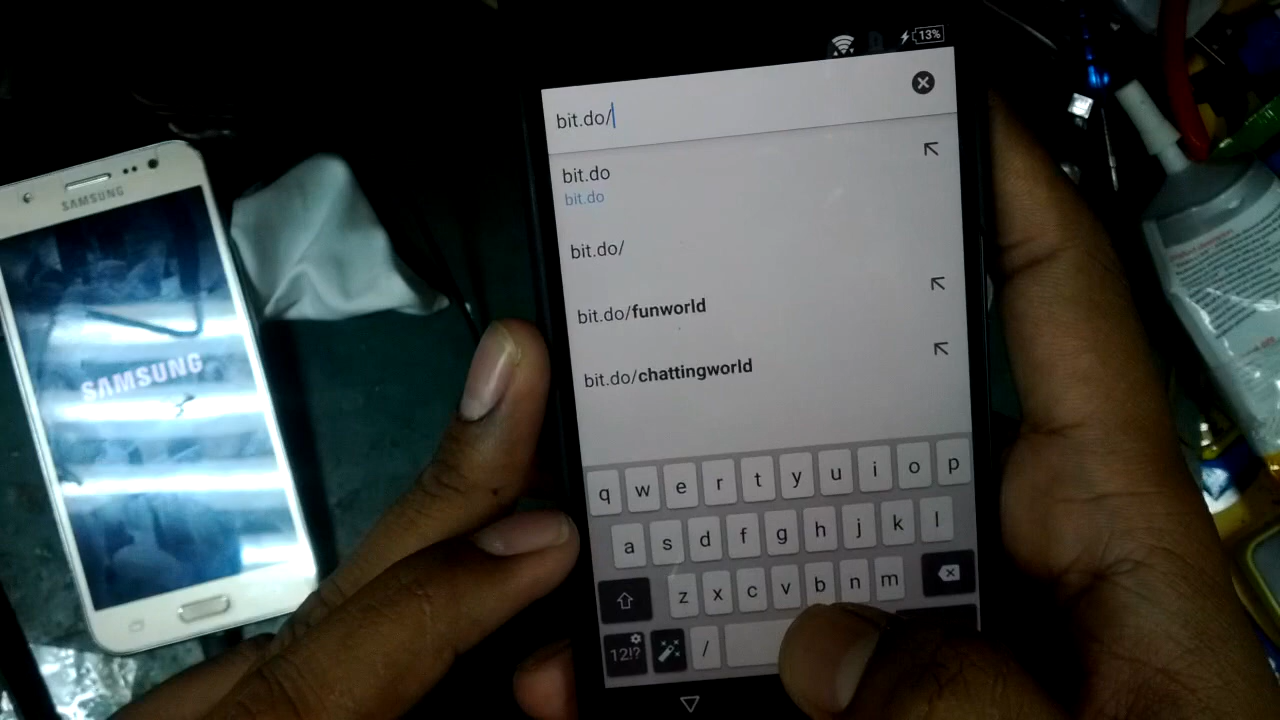 SAMSUNG
SAMSUNG
13%
bit.do/
bit.do
bit.do
bit.do/
bit.do/funworld
bit.do/chattingworld
q w e r t y u i o p
a s d f g h j k l
z x c v b n m
12!? /